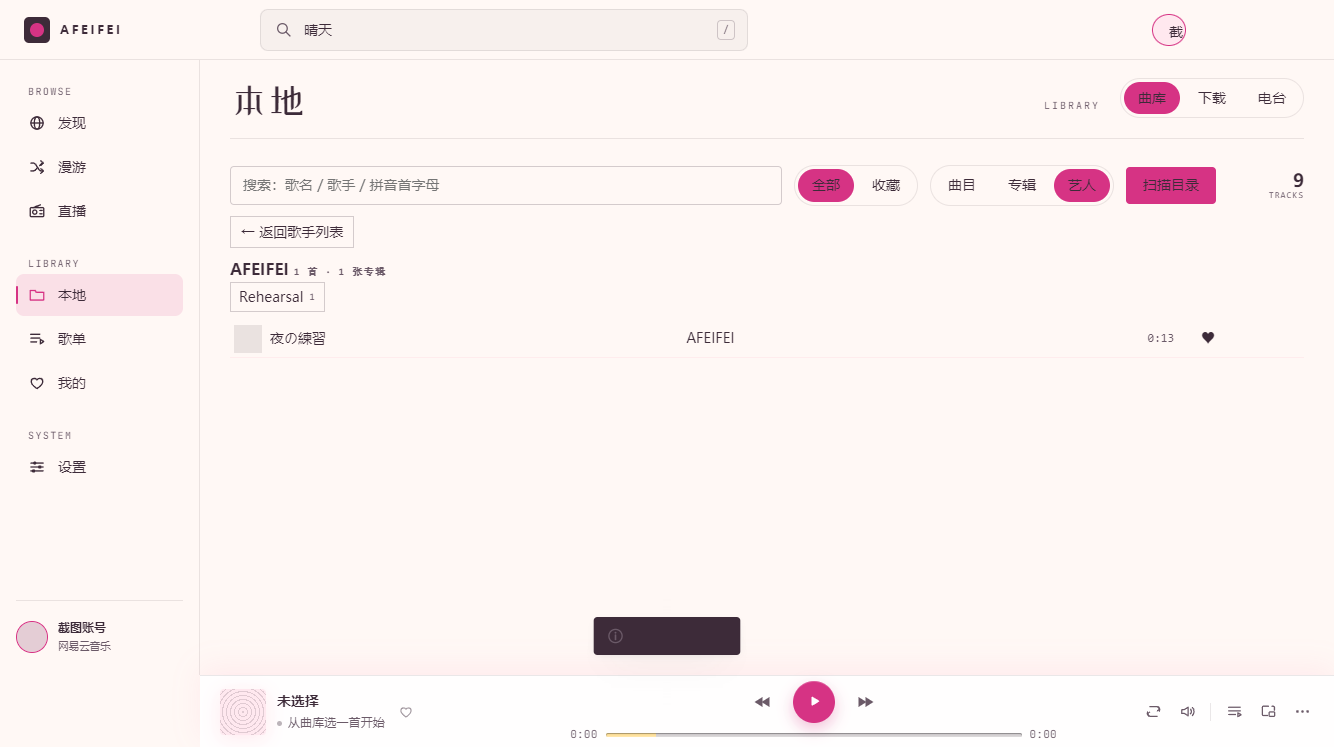 AFEIFEI
晴天
/
截
BROWSE
发现
漫游
直播
LIBRARY
本地
歌单
我的
SYSTEM
设置
截图账号
网易云音乐
本地
LIBRARY
曲库
下载
电台
搜索: 歌名 / 歌手 / 拼音首字母
全部
收藏
曲目
专辑
艺人
扫描目录
9
TRACKS
← 返回歌手列表
AFEIFEI 1 首 · 1 张专辑
Rehearsal 1
夜の練習
AFEIFEI
0:13
未选择
从曲库选一首开始
0:00
0:00